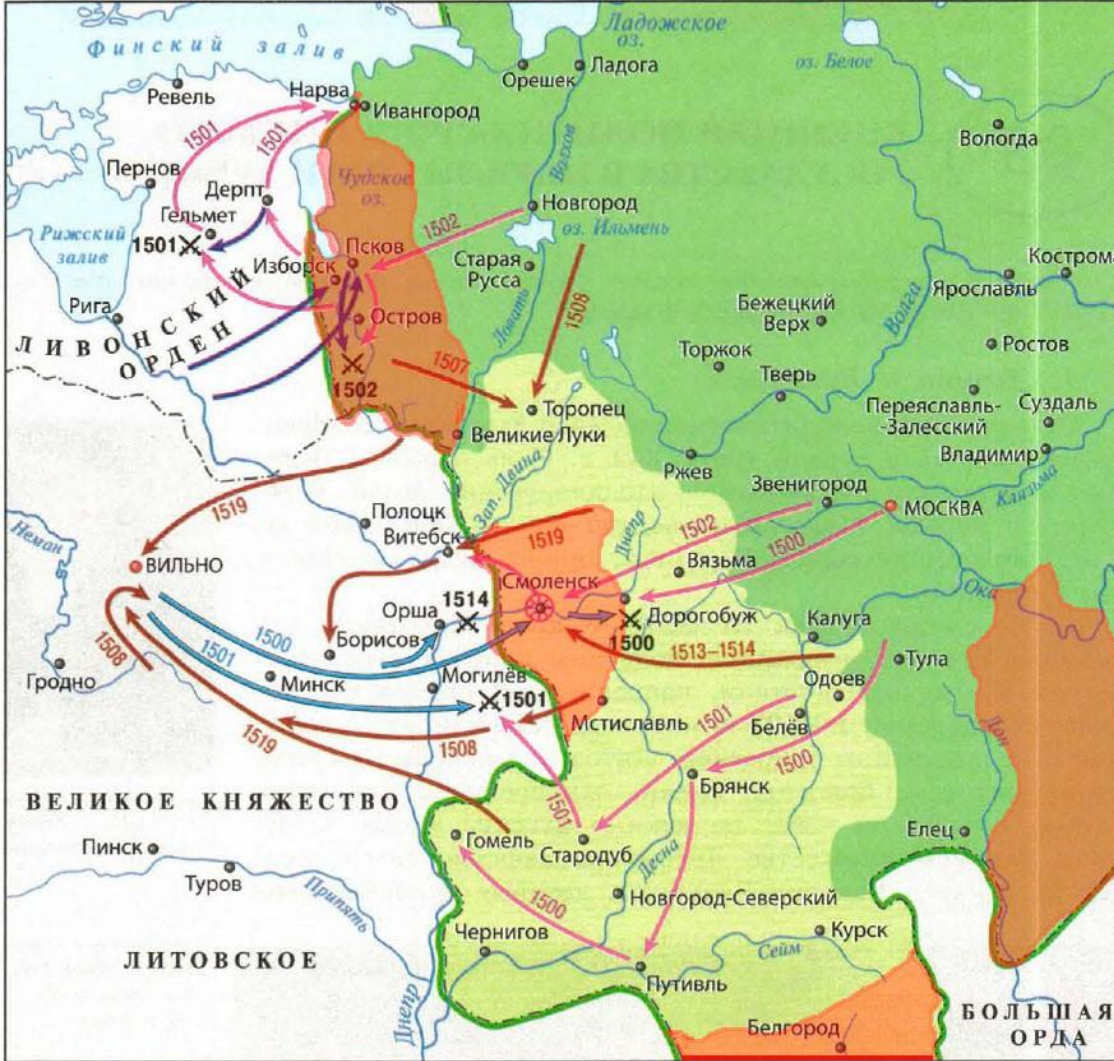 Финский залив
Ладожское
оз.
оз. Белое
Ревель
Нарва
Ивангород
Орешек
Ладога
Вологда
1501
1501
Волхов
Пернов
Дерпт
Чудское
оз.
Гельмет
1501
Новгород
оз. Ильмень
1502
Рижский
залив
Псков
Изборск
Старая
Русса
Кострома
Ярославль
Рига
ЛИВОНСКИЙ
ОРДЕН
Остров
Ловать
1508
Бежецкий
Верх
Волга
Ростов
Торжок
Тверь
1502
1507
Торопец
Переяславль-
-Залесский
Суздаль
Великие Луки
Владимир
Ржев
Клязьма
Зап. Двина
Звенигород
МОСКВА
1519
Полоцк
Витебск
1519
Днепр
1502
1500
Неман
ВИЛЬНО
Смоленск
Вязьма
Ока
Орша
1514
Дорогобуж
1500
Калуга
1500
Борисов
1513–1514
Тула
1501
1508
Гродно
Минск
Могилёв
1501
Одоев
Мстиславль
1501
Белёв
Дон
1519
1508
1500
Брянск
ВЕЛИКОЕ КНЯЖЕСТВО
1501
Гомель
Стародуб
Елец
Пинск
Туров
Десна
Припять
1500
Новгород-Северский
Чернигов
Курск
Сейм
ЛИТОВСКОЕ
Путивль
Днепр
Белгород
БОЛЬШАЯ
ОРДА